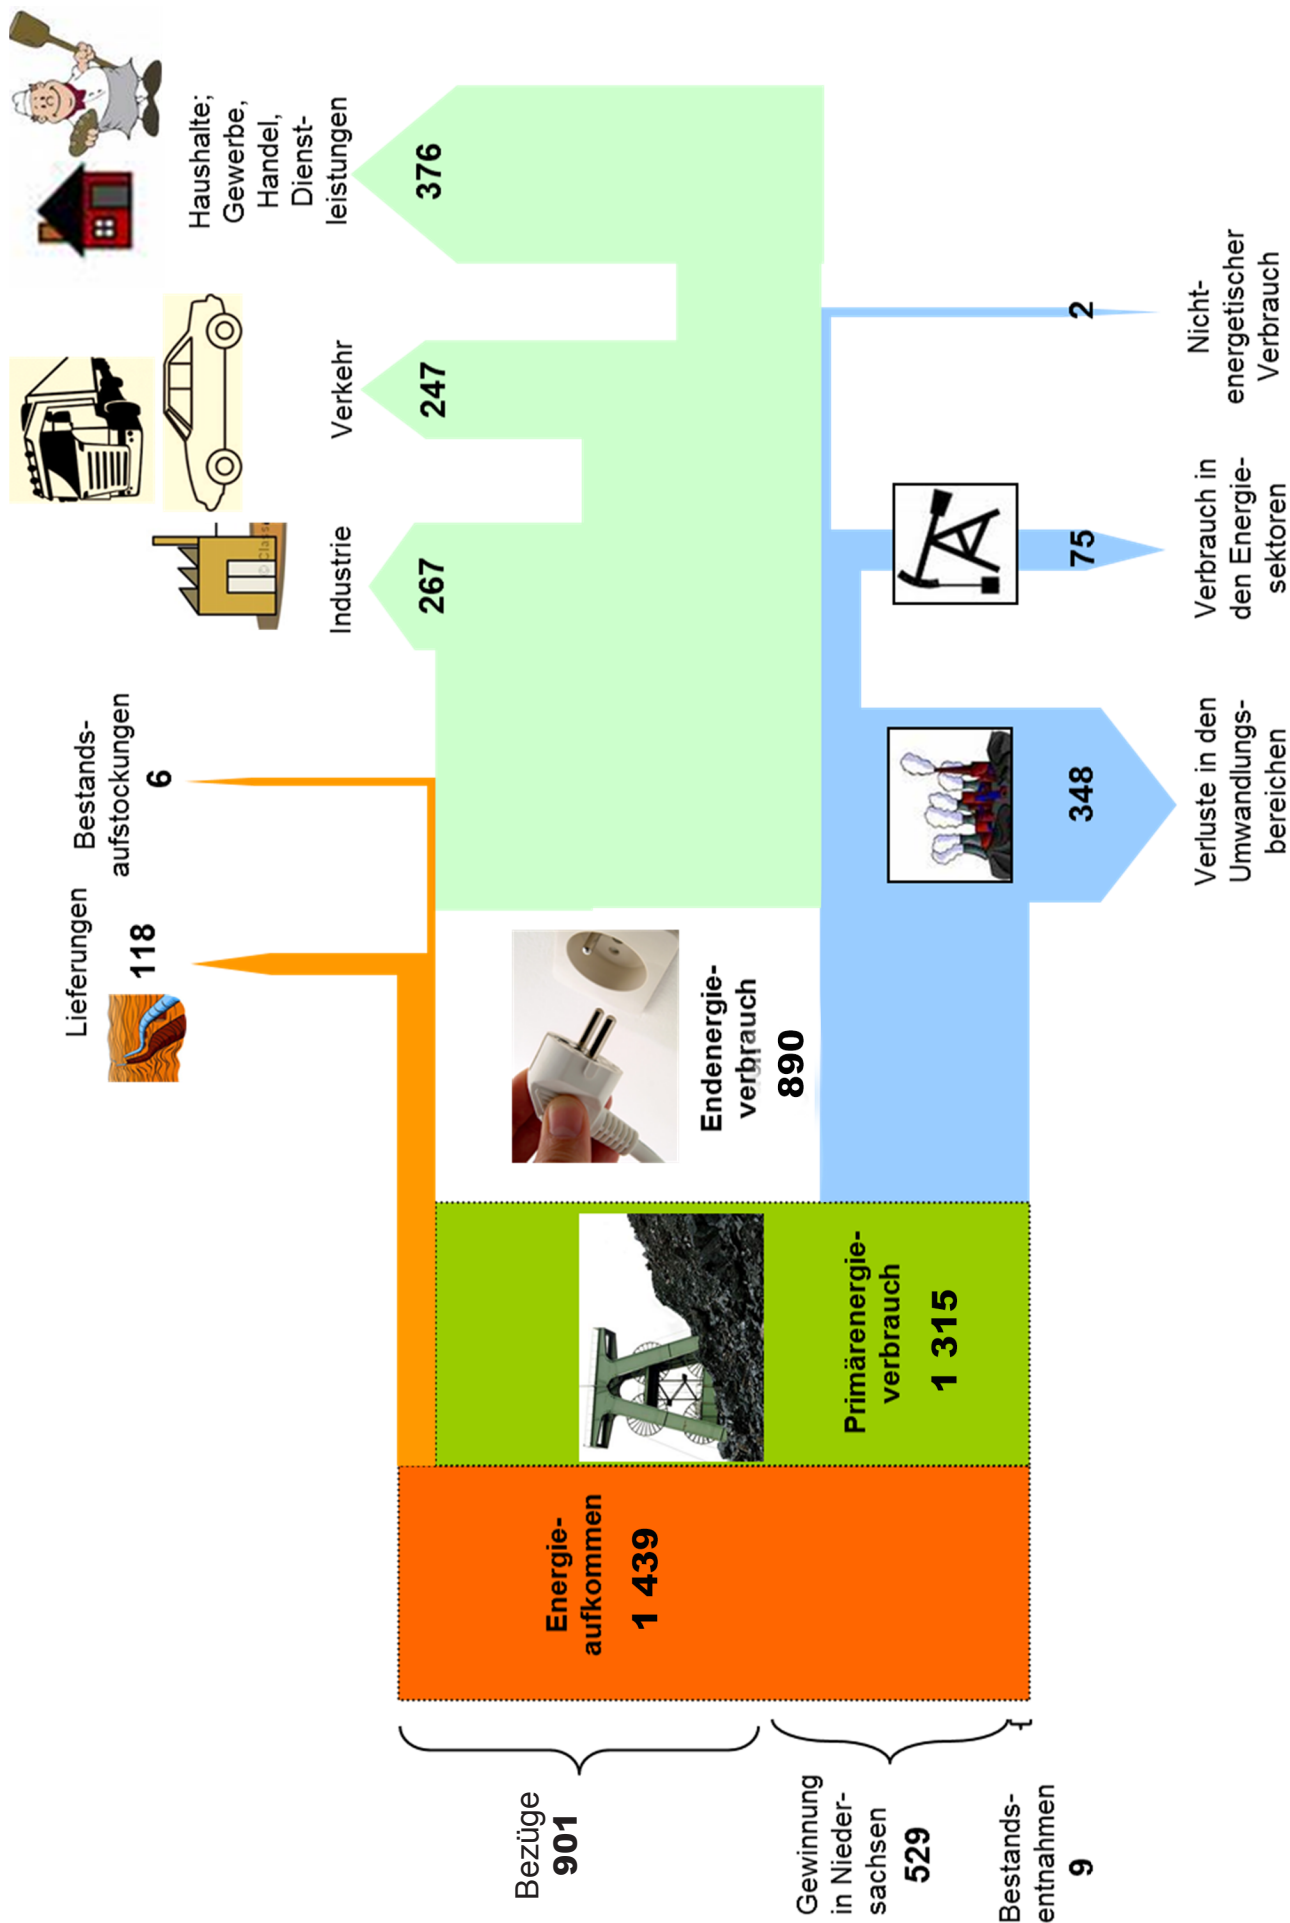 Bezüge
901
Gewinnung
in Nieder-
sachsen
529
Bestands-
entnahmen
9
Energie-
aufkommen
1 439
Primärenergie-
verbrauch
1 315
Lieferungen
118
Bestands-
aufstockungen
6
Endenergie-
verbrauch
890
Industrie
267
Verkehr
247
Haushalte;
Gewerbe,
Handel,
Dienst-
leistungen
376
Verluste in den
Umwandlungs-
bereichen
348
Verbrauch in
den Energie-
sektoren
75
Nicht-
energetischer
Verbrauch
2